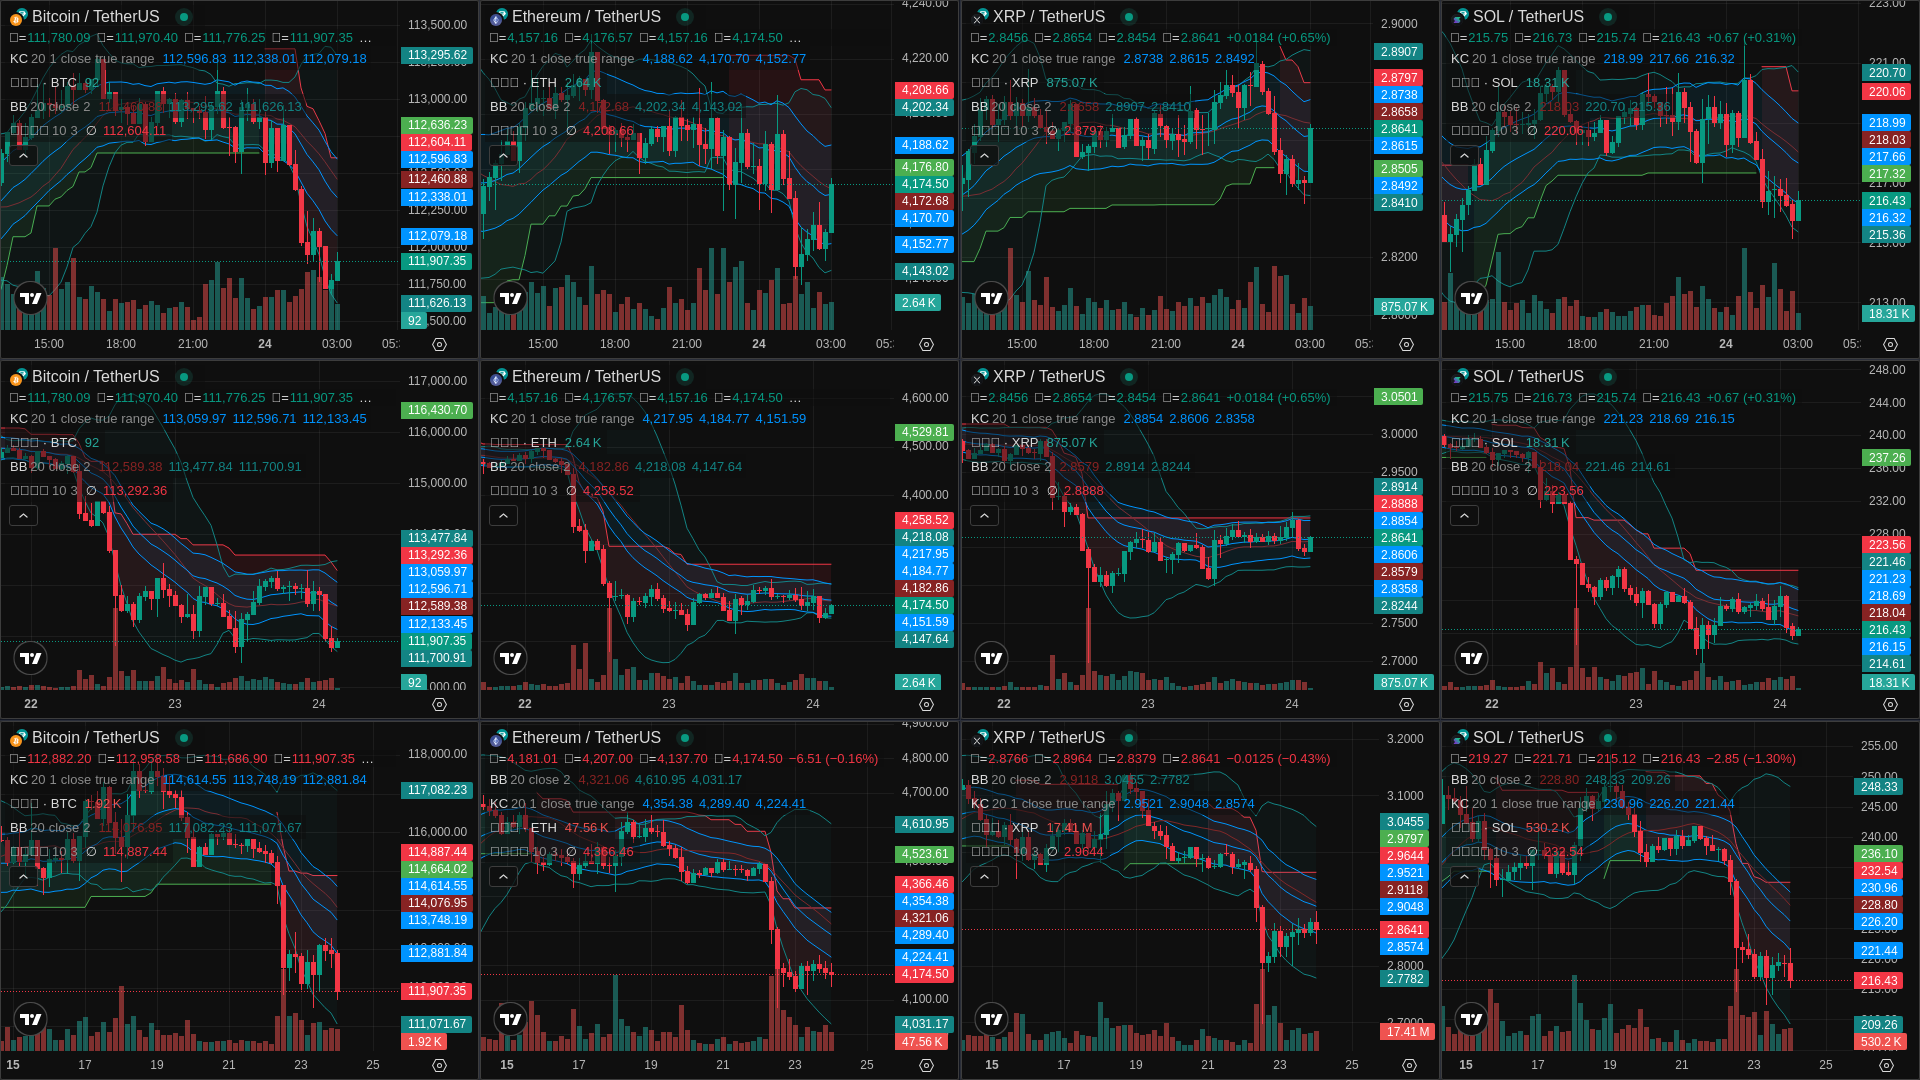 Bitcoin / TetherUS
□=111,780.09 □=111,970.40 □=111,776.25 □=111,907.35 ...
KC 20 1 close true range 112,596.83 112,338.01 112,079.18
□□□ · BTC 92
BB 20 close 2 112,460.88 113,295.62 111,626.13
□□□□ 10 3 ∅ 112,604.11
113,500.00
113,295.62
113,000.00
112,636.23
112,604.11
112,596.83
112,460.88
112,338.01
112,250.00
112,079.18
112,000.00
111,907.35
111,750.00
111,626.13
92
15:00 18:00 21:00 24 03:00
Ethereum / TetherUS
□=4,157.16 □=4,176.57 □=4,157.16 □=4,174.50 ...
KC 20 1 close true range 4,188.62 4,170.70 4,152.77
□□□ · ETH 2.64 K
BB 20 close 2 4,172.68 4,202.34 4,143.02
□□□□ 10 3 ∅ 4,208.66
4,240.00
4,220.00
4,208.66
4,202.34
4,188.62
4,176.80
4,174.50
4,172.68
4,170.70
4,152.77
4,143.02
2.64 K
15:00 18:00 21:00 24 03:00
XRP / TetherUS
□=2.8456 □=2.8654 □=2.8454 □=2.8641 +0.0184 (+0.65%)
KC 20 1 close true range 2.8738 2.8615 2.8492
□□□ · XRP 875.07 K
BB 20 close 2 2.8658 2.8907 2.8410
□□□□ 10 3 ∅ 2.8797
2.9000
2.8907
2.8797
2.8738
2.8658
2.8641
2.8615
2.8505
2.8492
2.8410
2.8200
875.07 K
15:00 18:00 21:00 24 03:00
SOL / TetherUS
□=215.75 □=216.73 □=215.74 □=216.43 +0.67 (+0.31%)
KC 20 1 close true range 218.99 217.66 216.32
□□□ · SOL 18.31 K
BB 20 close 2 218.03 220.70 215.36
□□□□ 10 3 ∅ 220.06
223.00
220.70
220.06
218.99
218.03
217.66
217.32
216.43
216.32
215.36
213.00
18.31 K
15:00 18:00 21:00 24 03:00
Bitcoin / TetherUS
□=111,780.09 □=111,970.40 □=111,776.25 □=111,907.35 ...
KC 20 1 close true range 113,059.97 112,596.71 112,133.45
□□□ · BTC 92
BB 20 close 2 112,589.38 113,477.84 111,700.91
□□□□ 10 3 ∅ 113,292.36
117,000.00
116,430.70
116,000.00
115,000.00
113,477.84
113,292.36
113,059.97
112,596.71
112,589.38
112,133.45
111,907.35
111,700.91
92
22 23 24
Ethereum / TetherUS
□=4,157.16 □=4,176.57 □=4,157.16 □=4,174.50 ...
KC 20 1 close true range 4,217.95 4,184.77 4,151.59
□□□ · ETH 2.64 K
BB 20 close 2 4,182.86 4,218.08 4,147.64
□□□□ 10 3 ∅ 4,258.52
4,600.00
4,529.81
4,500.00
4,400.00
4,258.52
4,218.08
4,217.95
4,184.77
4,182.86
4,174.50
4,151.59
4,147.64
2.64 K
22 23 24
XRP / TetherUS
□=2.8456 □=2.8654 □=2.8454 □=2.8641 +0.0184 (+0.65%)
KC 20 1 close true range 2.8854 2.8606 2.8358
□□□ · XRP 875.07 K
BB 20 close 2 2.8579 2.8914 2.8244
□□□□ 10 3 ∅ 2.8888
3.0501
3.0000
2.9500
2.8914
2.8888
2.8854
2.8641
2.8606
2.8579
2.8358
2.8244
2.7500
2.7000
875.07 K
22 23 24
SOL / TetherUS
□=215.75 □=216.73 □=215.74 □=216.43 +0.67 (+0.31%)
KC 20 1 close true range 221.23 218.69 216.15
□□□ · SOL 18.31 K
BB 20 close 2 218.04 221.46 214.61
□□□□ 10 3 ∅ 223.56
248.00
244.00
240.00
237.26
236.00
232.00
228.00
223.56
221.46
221.23
218.69
218.04
216.43
216.15
214.61
18.31 K
22 23 24
Bitcoin / TetherUS
□=112,882.20 □=112,958.58 □=111,686.90 □=111,907.35 ...
KC 20 1 close true range 114,614.55 113,748.19 112,881.84
□□□ · BTC 1.92 K
BB 20 close 2 114,076.95 117,082.23 111,071.67
□□□□ 10 3 ∅ 114,887.44
118,000.00
117,082.23
116,000.00
114,887.44
114,664.02
114,614.55
114,076.95
113,748.19
112,881.84
111,907.35
111,071.67
1.92 K
15 17 19 21 23 25
Ethereum / TetherUS
□=4,181.01 □=4,207.00 □=4,137.70 □=4,174.50 −6.51 (−0.16%)
BB 20 close 2 4,321.06 4,610.95 4,031.17
KC 20 1 close true range 4,354.38 4,289.40 4,224.41
□□□ · ETH 47.56 K
□□□□ 10 3 ∅ 4,366.46
4,900.00
4,800.00
4,700.00
4,610.95
4,523.61
4,366.46
4,354.38
4,321.06
4,289.40
4,224.41
4,174.50
4,100.00
4,031.17
47.56 K
15 17 19 21 23 25
XRP / TetherUS
□=2.8766 □=2.8964 □=2.8379 □=2.8641 −0.0125 (−0.43%)
BB 20 close 2 2.9118 3.0455 2.7782
KC 20 1 close true range 2.9521 2.9048 2.8574
□□□ · XRP 17.41 M
□□□□ 10 3 ∅ 2.9644
3.2000
3.1000
3.0455
2.9797
2.9644
2.9521
2.9118
2.9048
2.8641
2.8574
2.8000
2.7782
17.41 M
15 17 19 21 23 25
SOL / TetherUS
□=219.27 □=221.71 □=215.12 □=216.43 −2.85 (−1.30%)
BB 20 close 2 228.80 248.33 209.26
KC 20 1 close true range 230.96 226.20 221.44
□□□ · SOL 530.2 K
□□□□ 10 3 ∅ 232.54
255.00
248.33
245.00
240.00
236.10
232.54
230.96
228.80
226.20
221.44
216.43
209.26
530.2 K
15 17 19 21 23 25